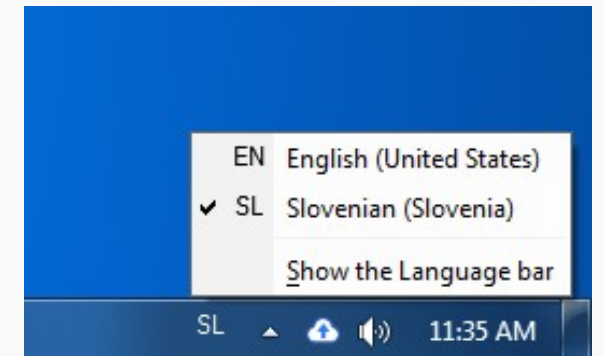 EN English (United States)
SL Slovenian (Slovenia)
Show the Language bar
SL 11:35 AM